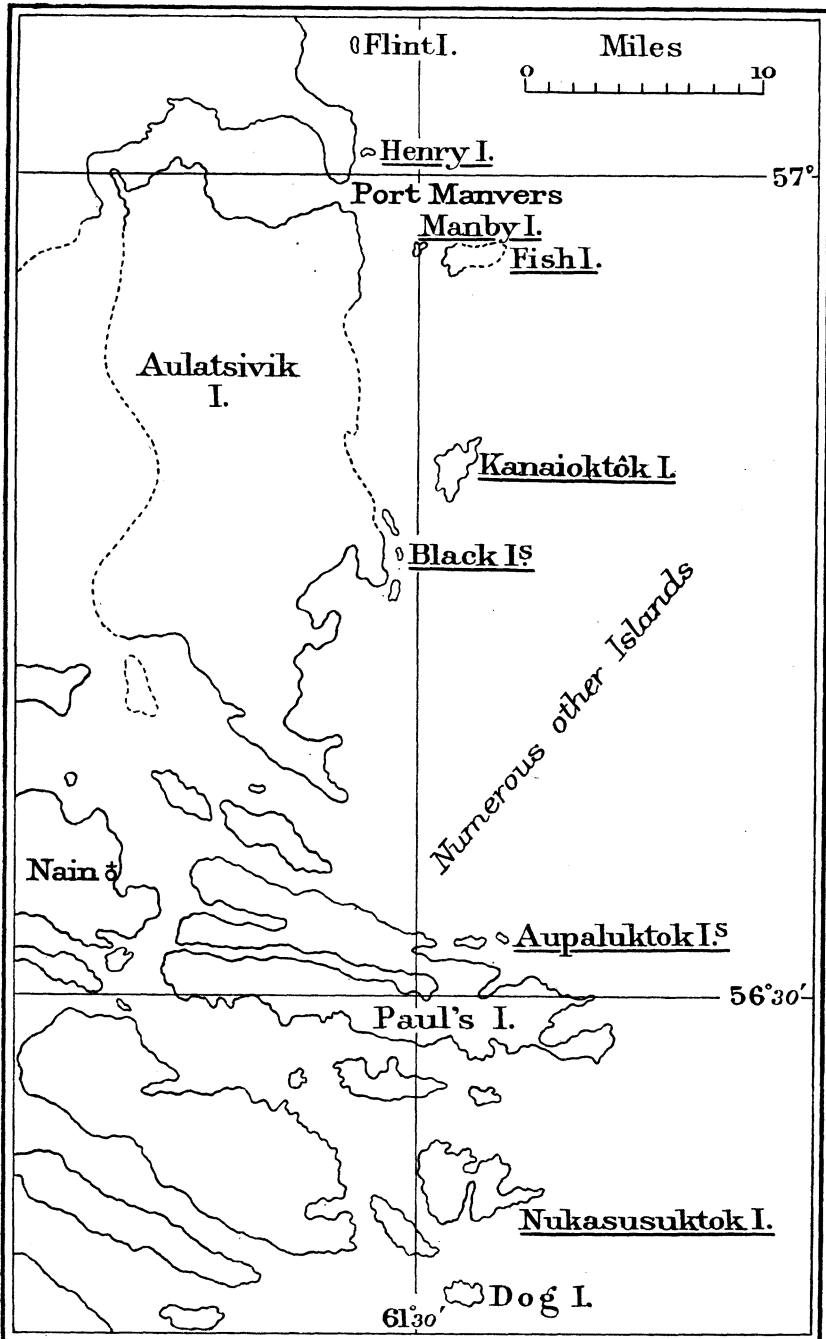 Flint I.
Miles
0 10
Henry I.
57°
Port Manvers
Manby I.
Fish I.
Aulatsivik
I.
Kanaioktôk I.
Black Is.
Numerous other Islands
Nain
Aupaluktok I.s
56°30′
Paul's I.
Nukasusuktok I.
Dog I.
61°30′